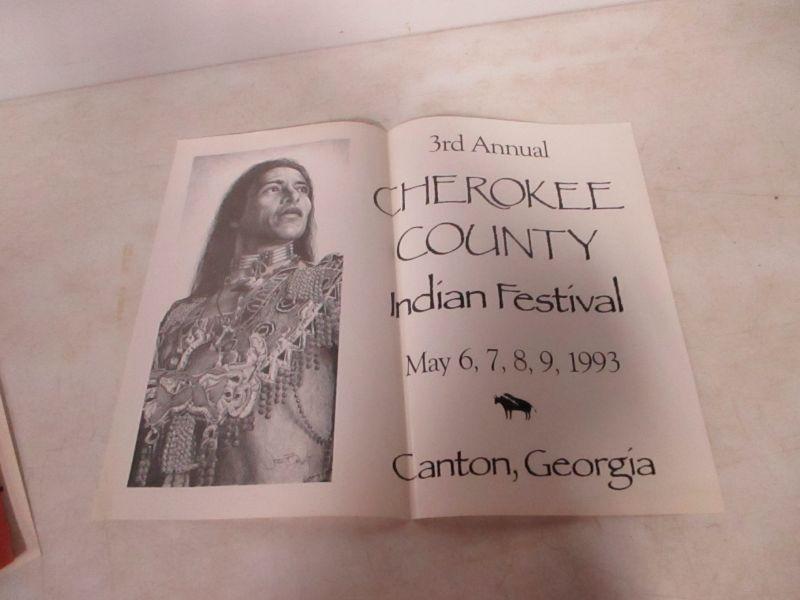 3rd Annual
CHEROKEE
COUNTY
Indian Festival
May 6, 7, 8, 9, 1993
Canton, Georgia